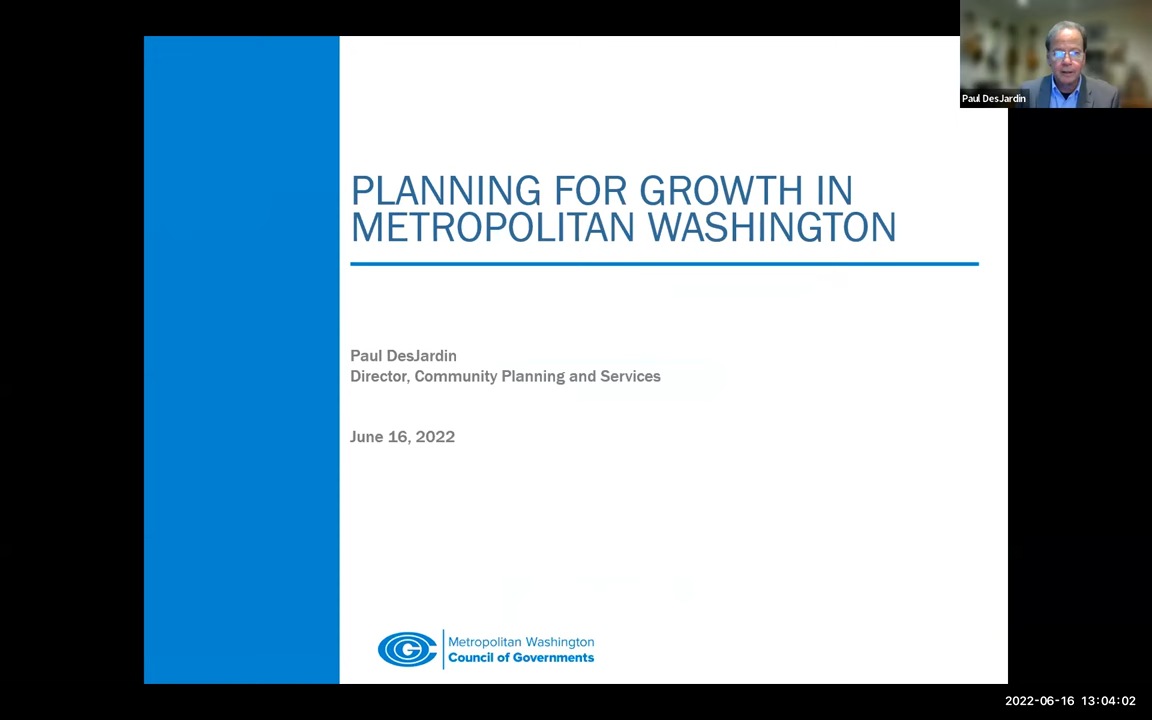 Paul DesJardin
PLANNING FOR GROWTH IN
METROPOLITAN WASHINGTON
Paul DesJardin
Director, Community Planning and Services
June 16, 2022
Metropolitan Washington
Council of Governments
2022-06-16 13:04:02